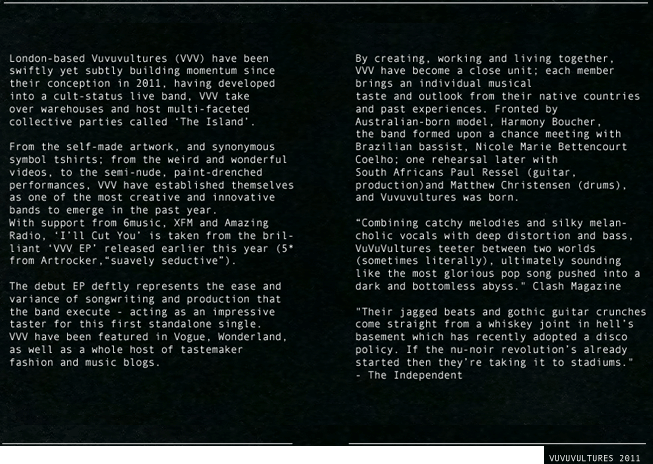 London-based Vuvuvultures (VVV) have been
swiftly yet subtly building momentum since
their conception in 2011, having developed
into a cult-status live band, VVV take
over warehouses and host multi-faceted
collective parties called ‘The Island’.
From the self-made artwork, and synonymous
symbol tshirts; from the weird and wonderful
videos, to the semi-nude, paint-drenched
performances, VVV have established themselves
as one of the most creative and innovative
bands to emerge in the past year.
With support from 6music, XFM and Amazing
Radio, ‘I’ll Cut You’ is taken from the bril-
liant ‘VVV EP’ released earlier this year (5*
from Artrocker,“suavely seductive”).
The debut EP deftly represents the ease and
variance of songwriting and production that
the band execute - acting as an impressive
taster for this first standalone single.
VVV have been featured in Vogue, Wonderland,
as well as a whole host of tastemaker
fashion and music blogs.
By creating, working and living together,
VVV have become a close unit; each member
brings an individual musical
taste and outlook from their native countries
and past experiences. Fronted by
Australian-born model, Harmony Boucher,
the band formed upon a chance meeting with
Brazilian bassist, Nicole Marie Bettencourt
Coelho; one rehearsal later with
South Africans Paul Ressel (guitar,
production)and Matthew Christensen (drums),
and Vuvuvultures was born.
“Combining catchy melodies and silky melan-
cholic vocals with deep distortion and bass,
VuVuVultures teeter between two worlds
(sometimes literally), ultimately sounding
like the most glorious pop song pushed into a
dark and bottomless abyss." Clash Magazine
"Their jagged beats and gothic guitar crunches
come straight from a whiskey joint in hell’s
basement which has recently adopted a disco
policy. If the nu-noir revolution’s already
started then they’re taking it to stadiums."
- The Independent
VUVUVULTURES 2011